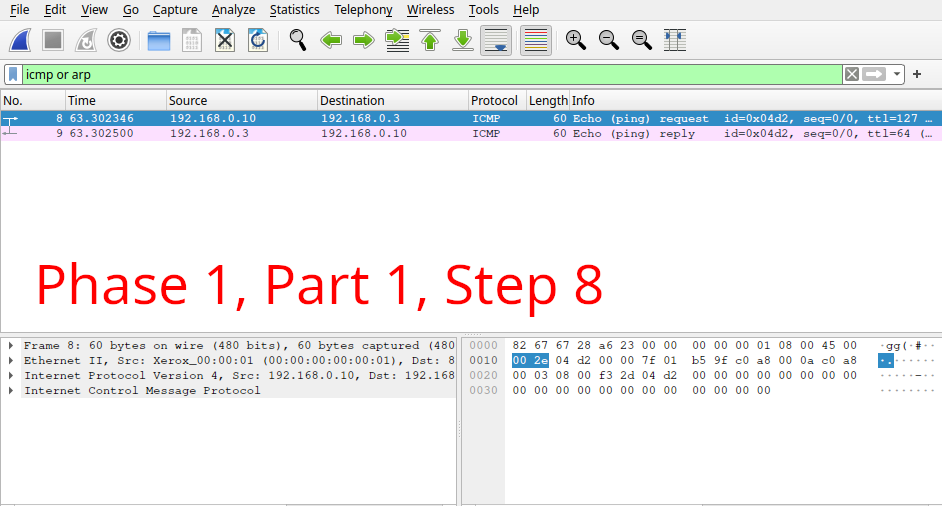 File Edit View Go Capture Analyze Statistics Telephony Wireless Tools Help
icmp or arp
No. Time Source Destination Protocol Length Info
8 63.302346 192.168.0.10 192.168.0.3 ICMP 60 Echo (ping) request id=0x04d2, seq=0/0, ttl=127 …
9 63.302500 192.168.0.3 192.168.0.10 ICMP 60 Echo (ping) reply id=0x04d2, seq=0/0, ttl=64 (…
Phase 1, Part 1, Step 8
Frame 8: 60 bytes on wire (480 bits), 60 bytes captured (480
Ethernet II, Src: Xerox_00:00:01 (00:00:00:00:00:01), Dst: 8
Internet Protocol Version 4, Src: 192.168.0.10, Dst: 192.168
Internet Control Message Protocol
0000 82 67 67 28 a6 23 00 00 00 00 00 01 08 00 45 00 ·gg(·#··
0010 00 2e 04 d2 00 00 7f 01 b5 9f c0 a8 00 0a c0 a8 ·.······
0020 00 03 08 00 f3 2d 04 d2 00 00 00 00 00 00 00 00 ·····-··
0030 00 00 00 00 00 00 00 00 00 00 00 00 ········